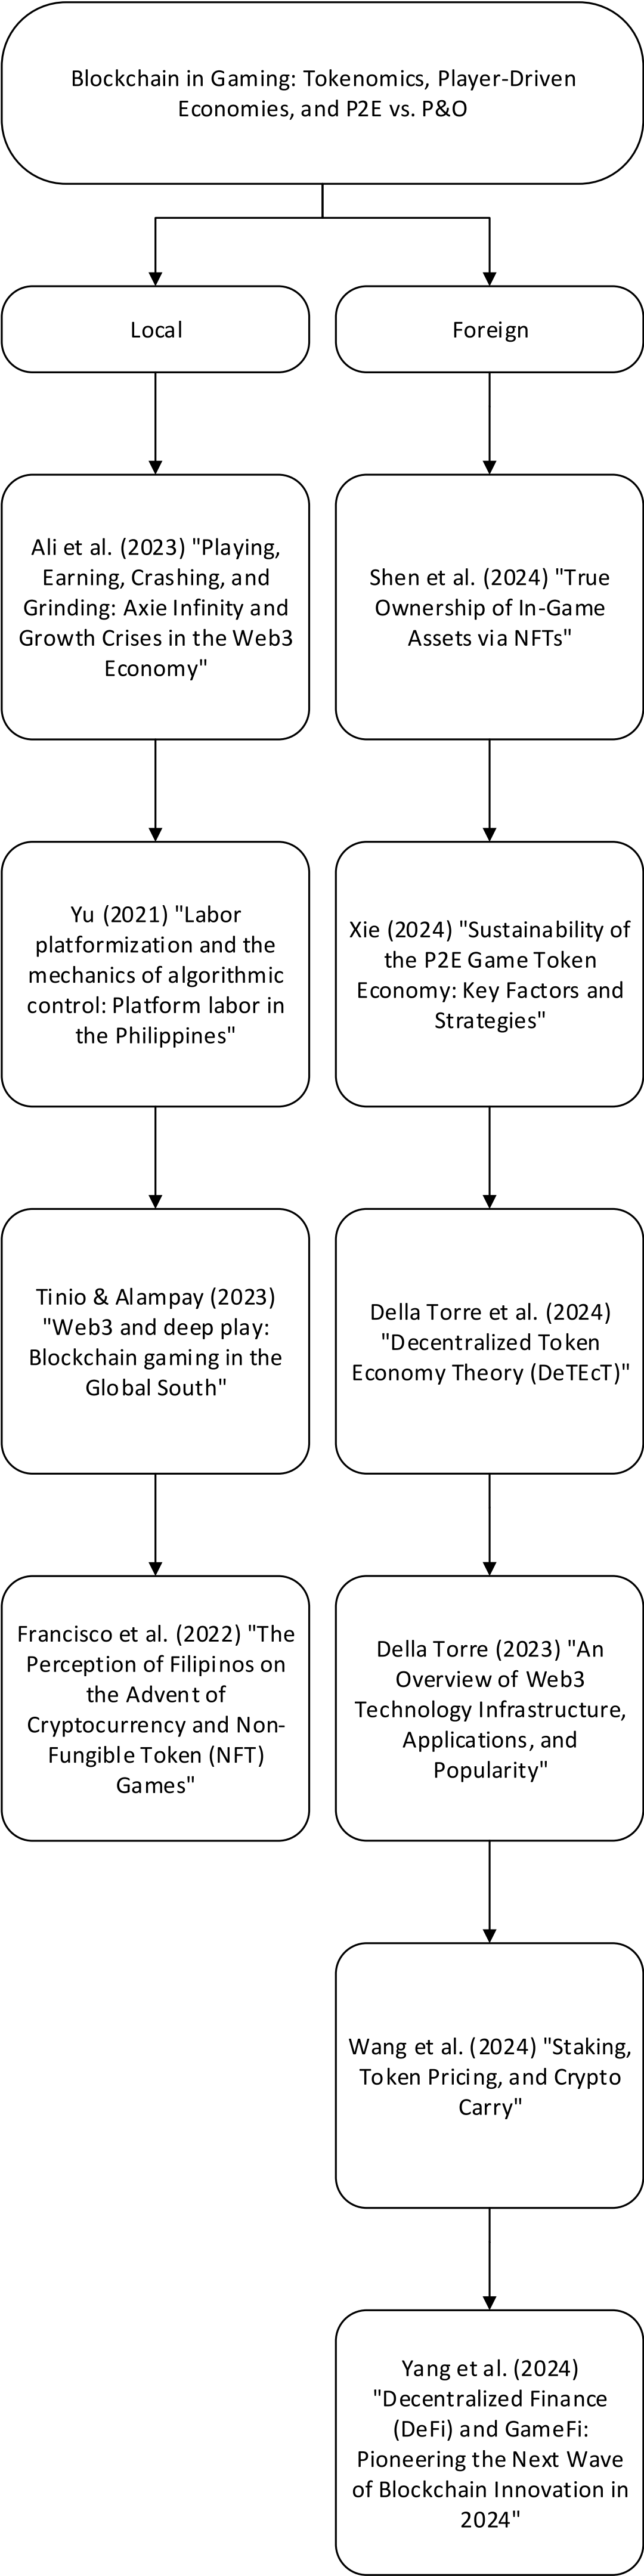 Blockchain in Gaming: Tokenomics, Player-Driven
Economies, and P2E vs. P&O
Local
Foreign
Ali et al. (2023) "Playing,
Earning, Crashing, and
Grinding: Axie Infinity and
Growth Crises in the Web3
Economy"
Shen et al. (2024) "True
Ownership of In-Game
Assets via NFTs"
Yu (2021) "Labor
platformization and the
mechanics of algorithmic
control: Platform labor in
the Philippines"
Xie (2024) "Sustainability of
the P2E Game Token
Economy: Key Factors and
Strategies"
Tinio & Alampay (2023)
"Web3 and deep play:
Blockchain gaming in the
Global South"
Della Torre et al. (2024)
"Decentralized Token
Economy Theory (DeTEcT)"
Francisco et al. (2022) "The
Perception of Filipinos on
the Advent of
Cryptocurrency and Non-
Fungible Token (NFT)
Games"
Della Torre (2023) "An
Overview of Web3
Technology Infrastructure,
Applications, and
Popularity"
Wang et al. (2024) "Staking,
Token Pricing, and Crypto
Carry"
Yang et al. (2024)
"Decentralized Finance
(DeFi) and GameFi:
Pioneering the Next Wave
of Blockchain Innovation in
2024"